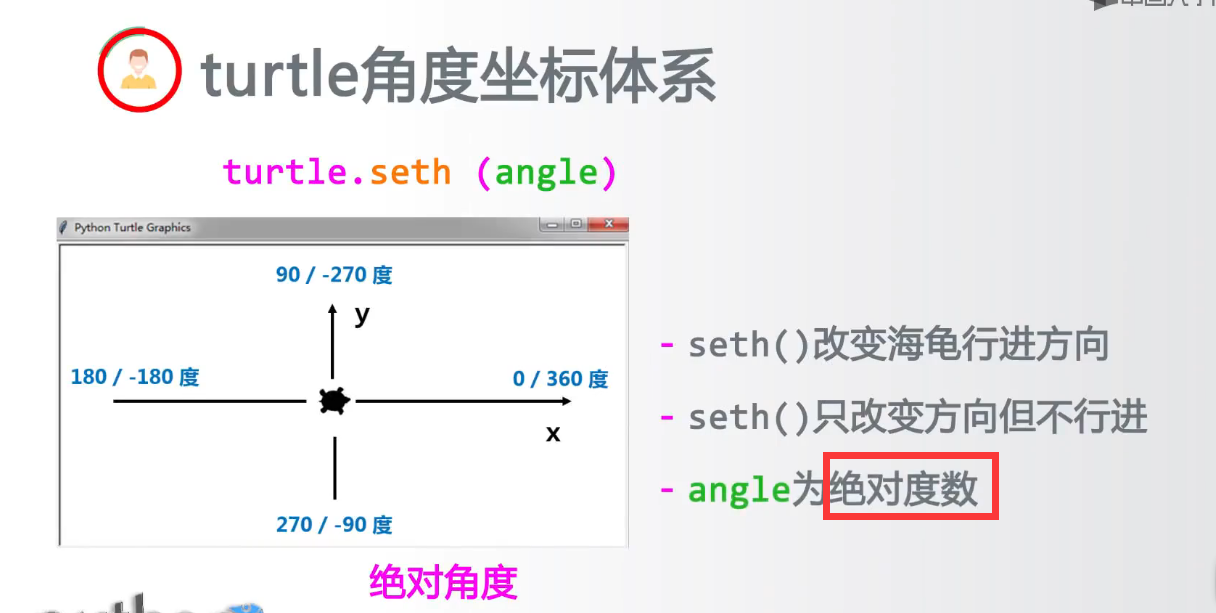 turtle角度坐标体系
turtle.seth (angle)
Python Turtle Graphics
90 / -270 度
y
180 / -180 度
0 / 360 度
x
270 / -90 度
- seth()改变海龟行进方向
- seth()只改变方向但不行进
- angle为绝对度数
绝对角度